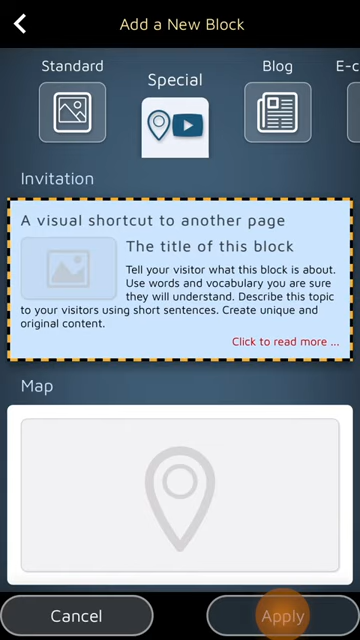 Add a New Block
Standard
Special
Blog
E-c
Invitation
A visual shortcut to another page
The title of this block
Tell your visitor what this block is about.
Use words and vocabulary you are sure
they will understand. Describe this topic
to your visitors using short sentences. Create unique and
original content.
Click to read more ...
Map
Cancel
Apply